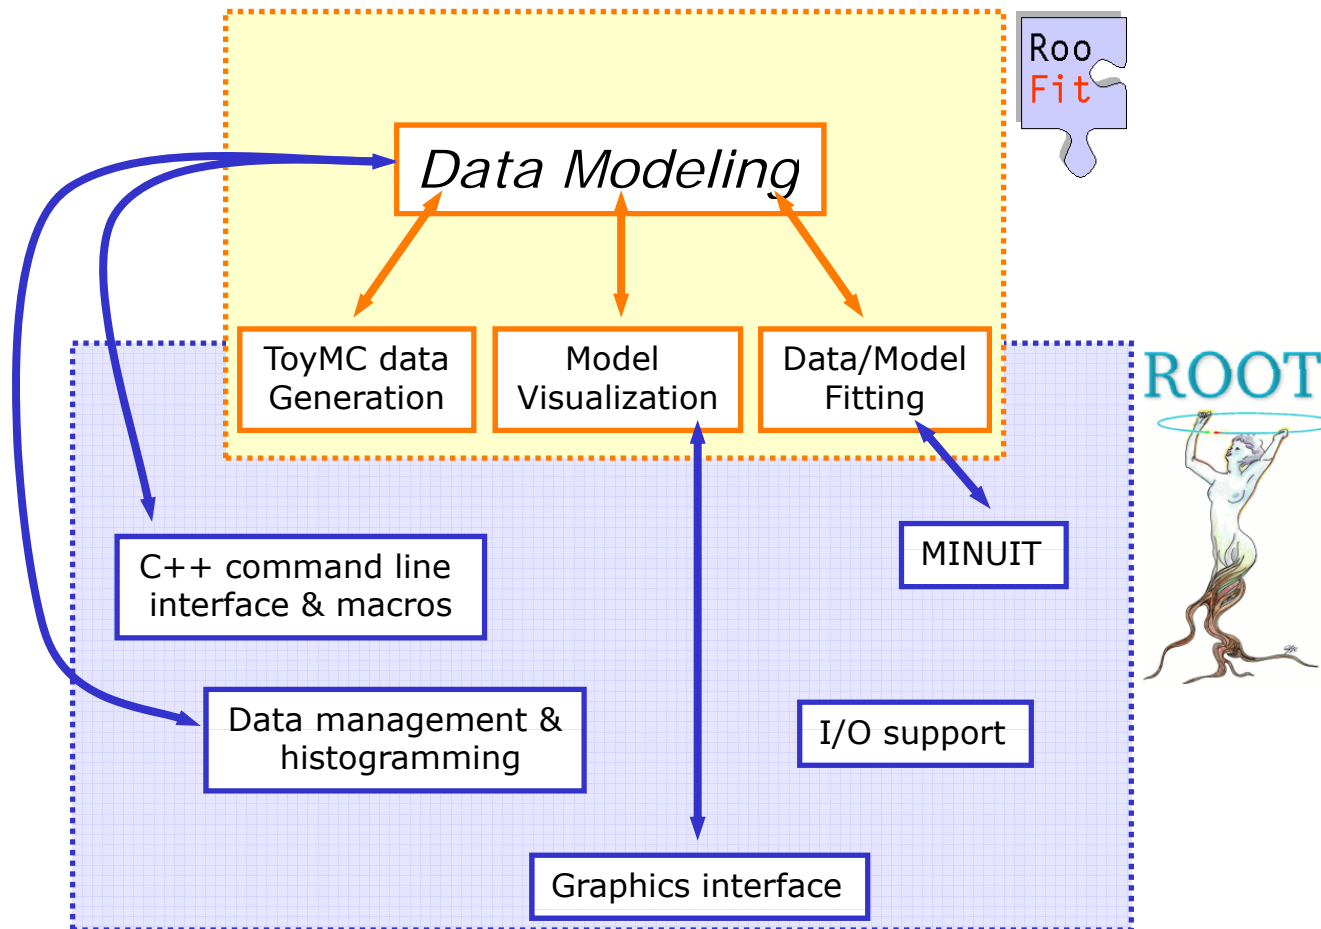 Roo
Fit
Data Modeling
ToyMC data
Generation
Model
Visualization
Data/Model
Fitting
ROOT
C++ command line
interface & macros
MINUIT
Data management &
histogramming
I/O support
Graphics interface